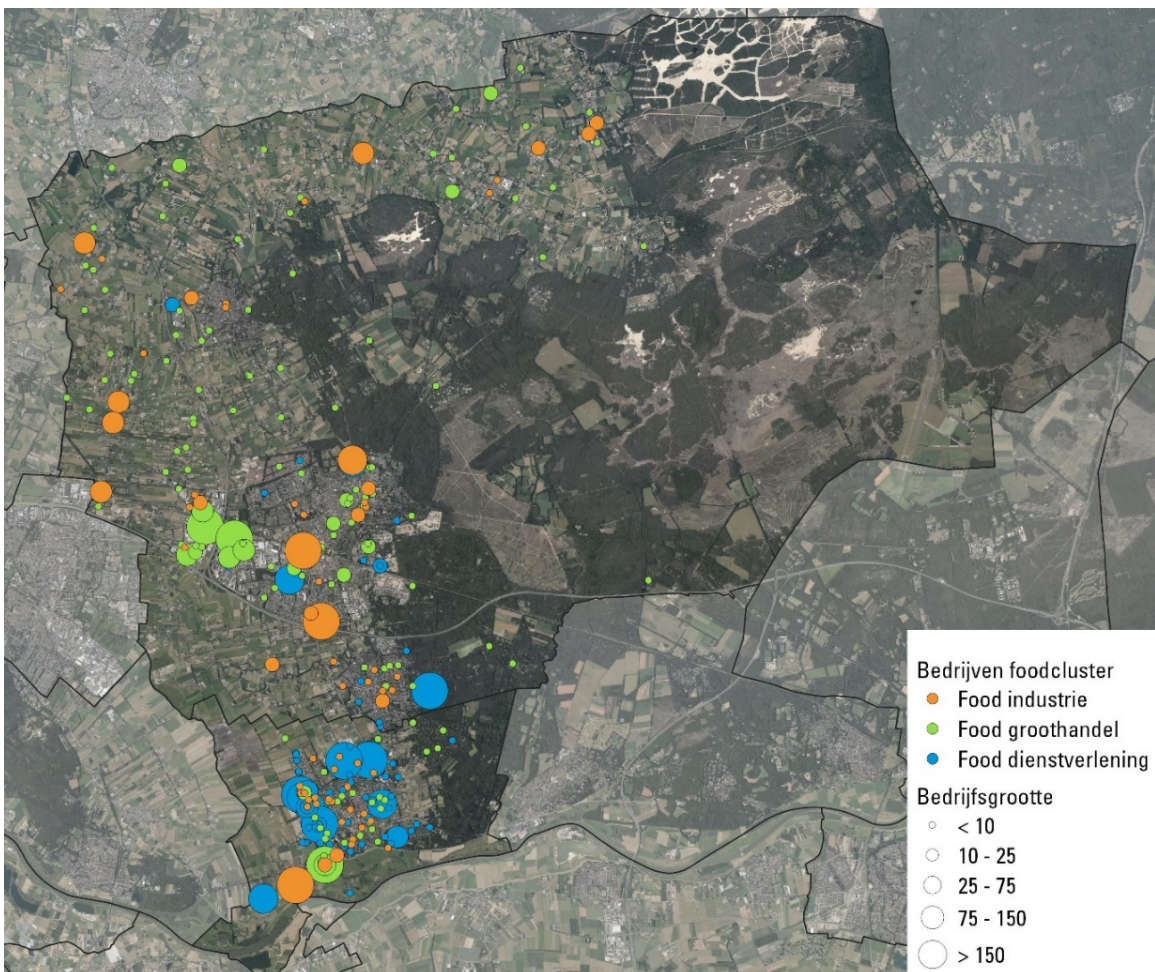 Bedrijven foodcluster
Food industrie
Food groothandel
Food dienstverlening
Bedrijfsgrootte
< 10
10 - 25
25 - 75
75 - 150
> 150